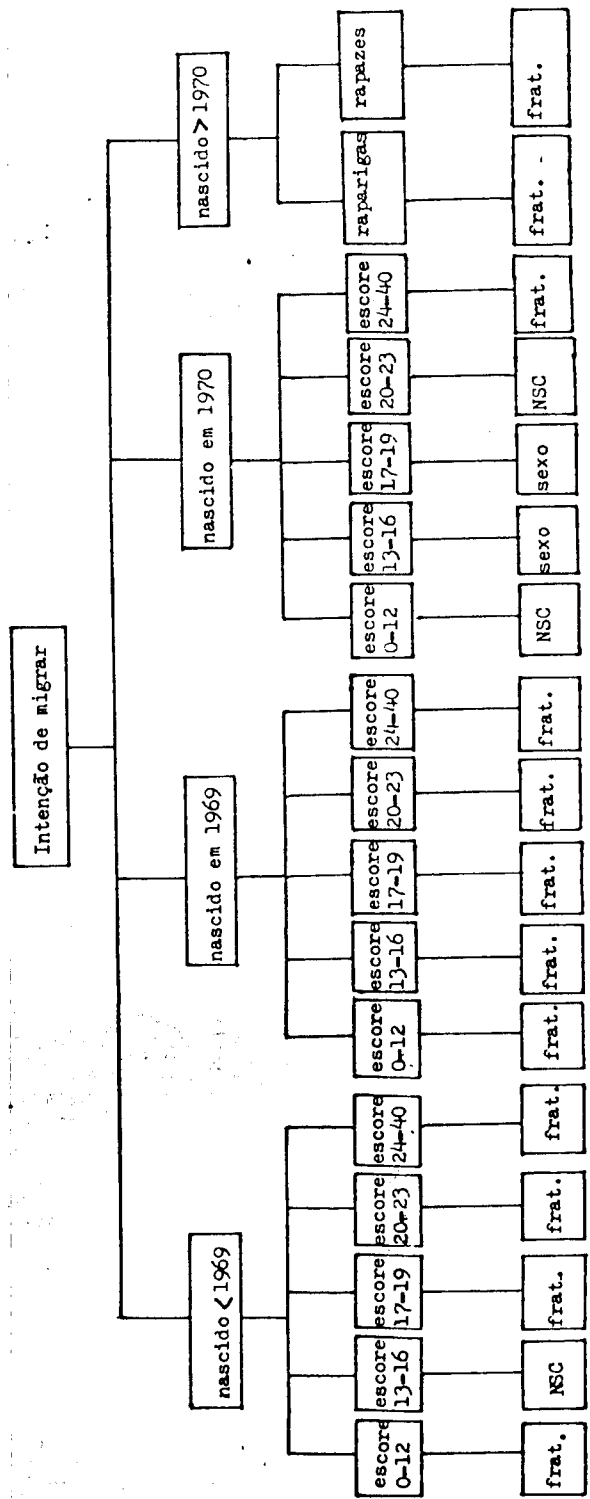 Intenção de migrar
nascido < 1969
nascido em 1969
nascido em 1970
nascido > 1970
escore
0-12
escore
13-16
escore
17-19
escore
20-23
escore
24-40
escore
0-12
escore
13-16
escore
17-19
escore
20-23
escore
24-40
escore
0-12
escore
13-16
escore
17-19
escore
20-23
escore
24-40
raparigas
rapazes
frat.
NSC
frat.
frat.
frat.
frat.
frat.
frat.
frat.
frat.
NSC
sexo
sexo
NSC
frat.
frat. -
frat.